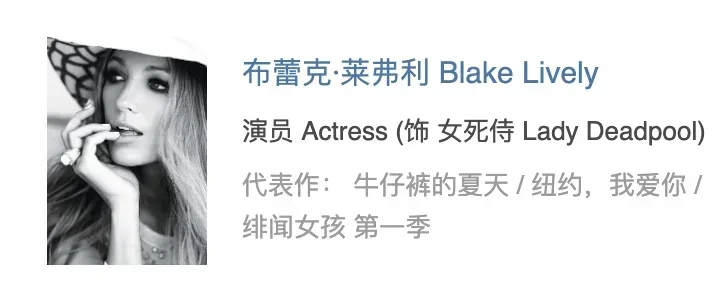 布蕾克·莱弗利 Blake Lively
演员 Actress (饰 女死侍 Lady Deadpool)
代表作： 牛仔裤的夏天 / 纽约，我爱你 /
绯闻女孩 第一季